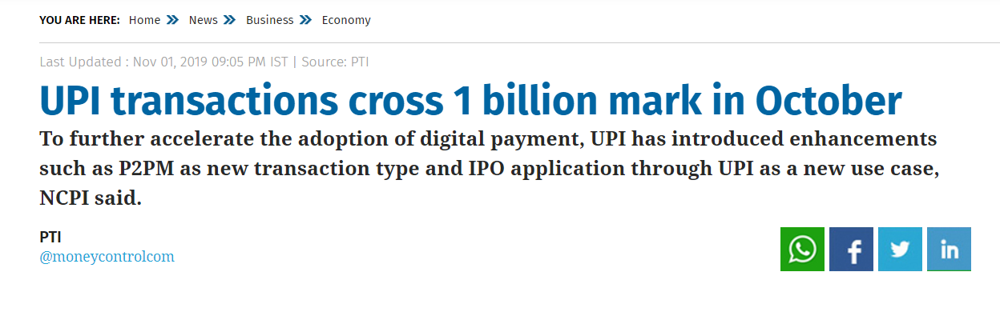 YOU ARE HERE: Home News Business Economy
Last Updated : Nov 01, 2019 09:05 PM IST | Source: PTI
UPI transactions cross 1 billion mark in October
To further accelerate the adoption of digital payment, UPI has introduced enhancements
such as P2PM as new transaction type and IPO application through UPI as a new use case,
NCPI said.
PTI
@moneycontrolcom